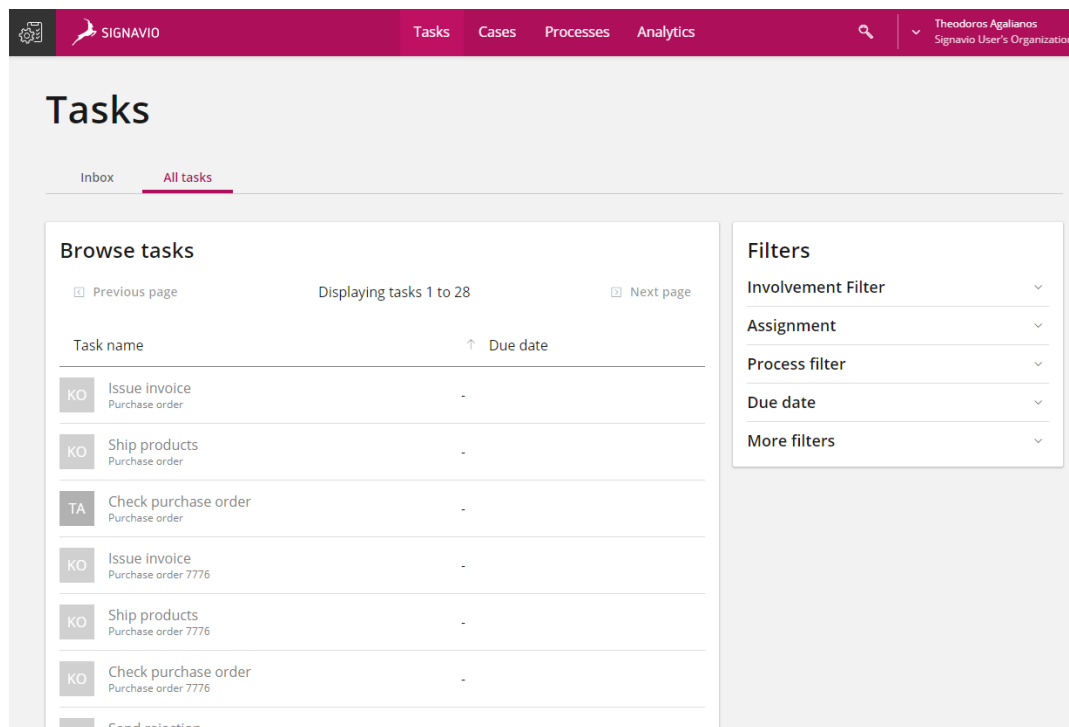 SIGNAVIO
Tasks Cases Processes Analytics
Theodoros Agalianos
Signavio User's Organization
Tasks
Inbox All tasks
Browse tasks
Previous page Displaying tasks 1 to 28 Next page
Task name Due date
KO Issue invoice -
Purchase order
KO Ship products -
Purchase order
TA Check purchase order -
Purchase order
KO Issue invoice -
Purchase order 7776
KO Ship products -
Purchase order 7776
KO Check purchase order -
Purchase order 7776
Filters
Involvement Filter
Assignment
Process filter
Due date
More filters